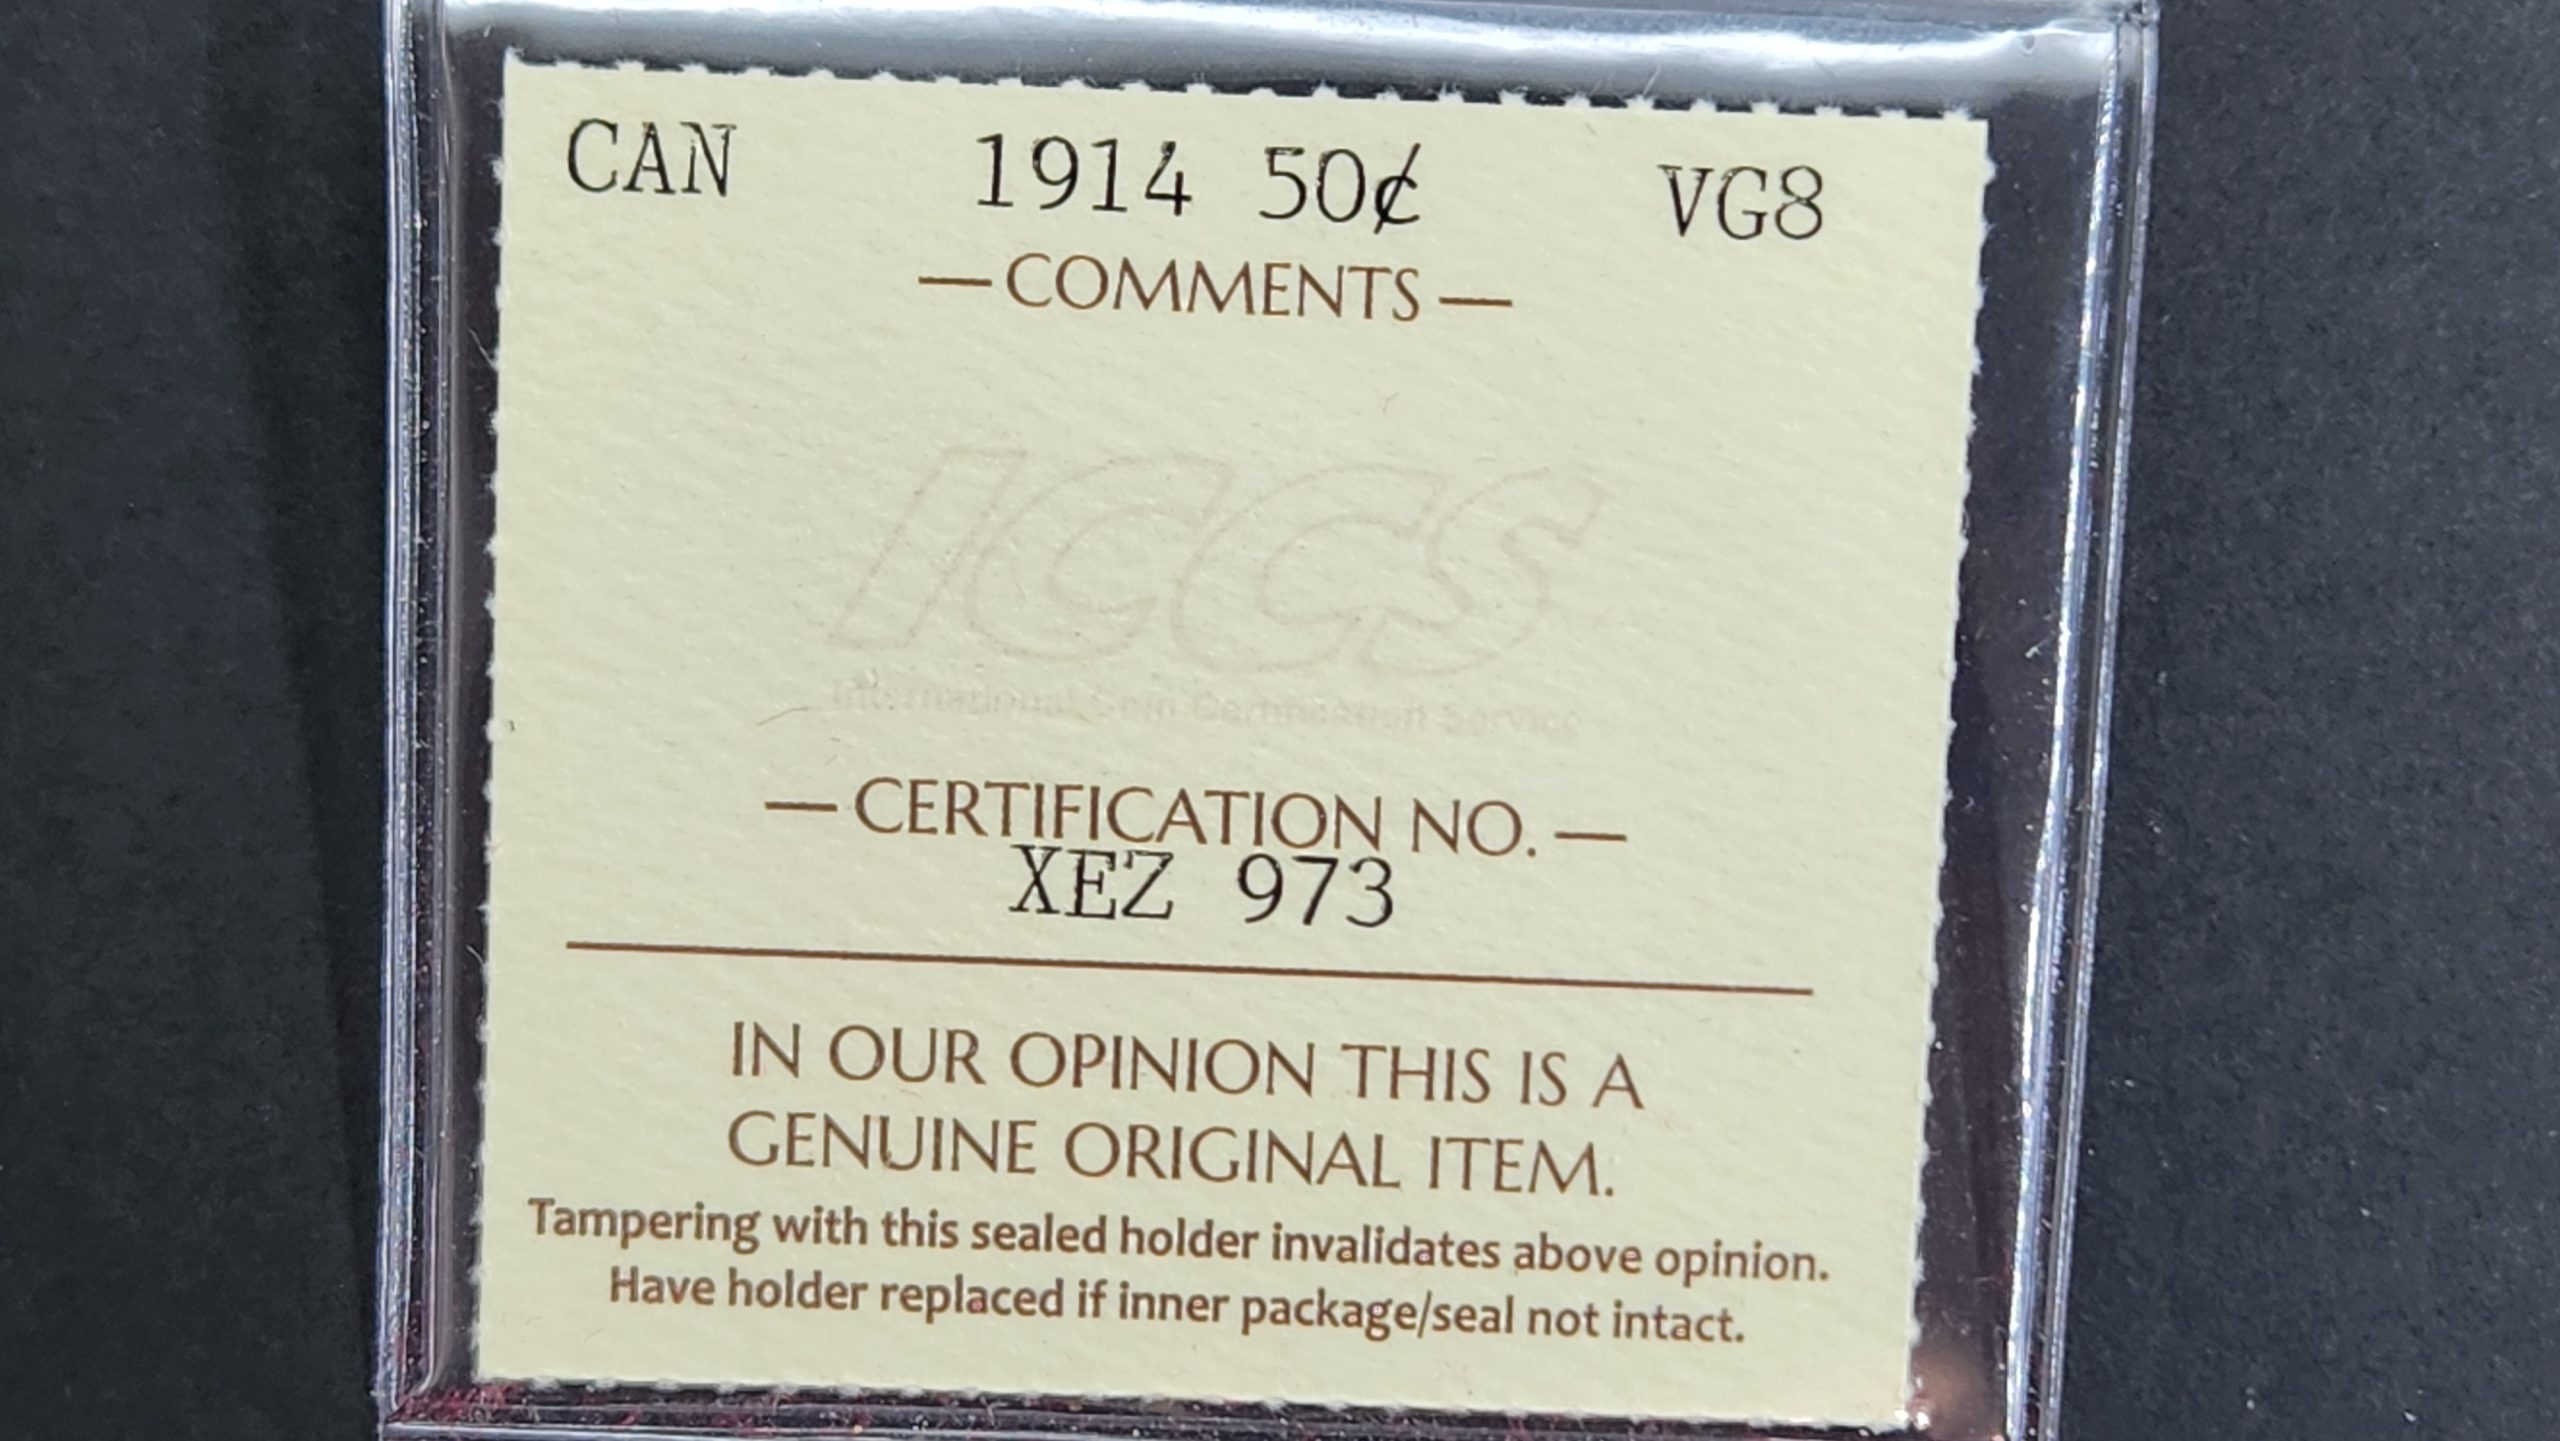 CAN 1914 50¢ VG8
—COMMENTS—
ICCS
International Coin Certification Service
—CERTIFICATION NO.—
XEZ 973
IN OUR OPINION THIS IS A
GENUINE ORIGINAL ITEM.
Tampering with this sealed holder invalidates above opinion.
Have holder replaced if inner package/seal not intact.